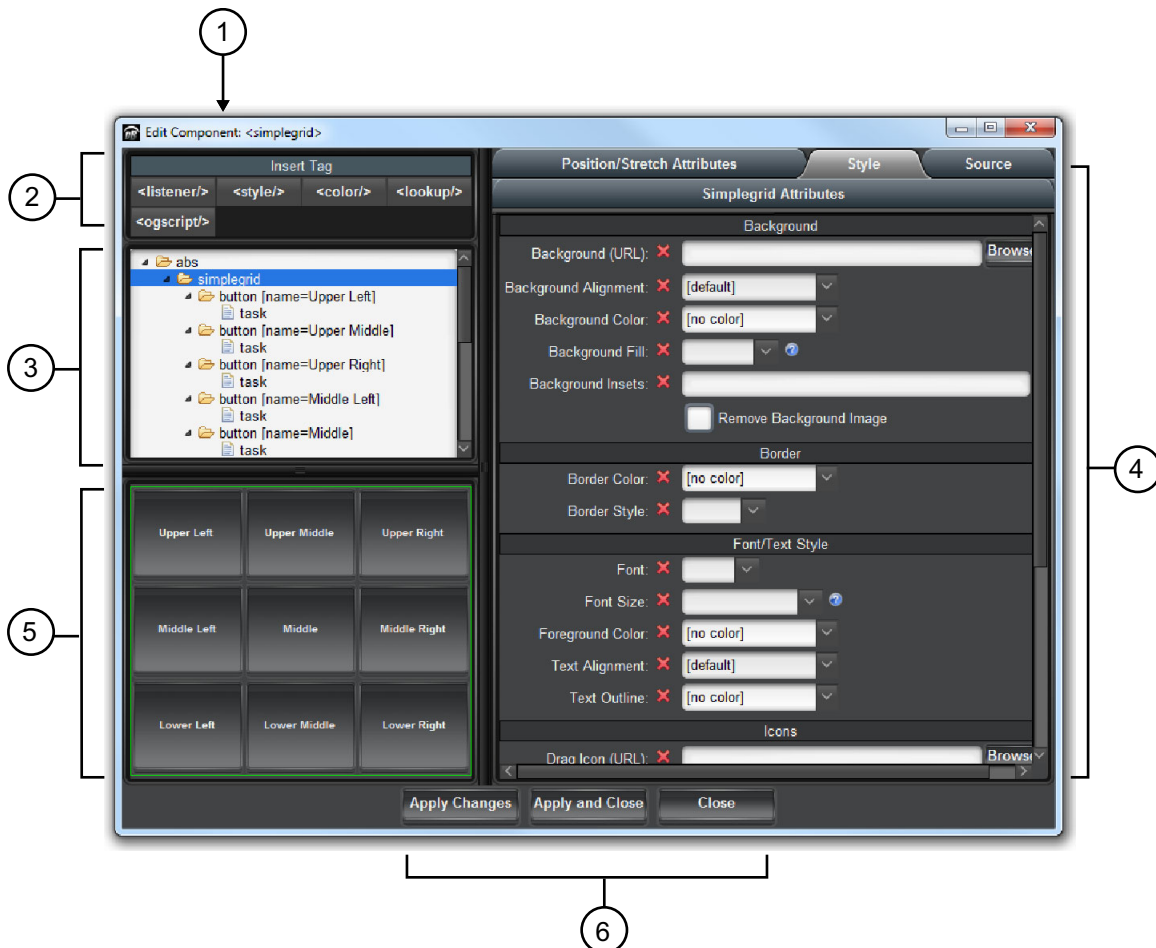 1
Edit Component: <simplegrid>
2
Insert Tag
<listener/> <style/> <color/> <lookup/>
<ogscript/>
3
abs
simplegrid
button [name=Upper Left]
task
button [name=Upper Middle]
task
button [name=Upper Right]
task
button [name=Middle Left]
task
button [name=Middle]
task
5
Upper Left Upper Middle Upper Right
Middle Left Middle Middle Right
Lower Left Lower Middle Lower Right
Position/Stretch Attributes Style Source
Simplegrid Attributes
Background
Background (URL): Browse
Background Alignment: [default]
Background Color: [no color]
Background Fill:
Background Insets:
Remove Background Image
Border
Border Color: [no color]
Border Style:
Font/Text Style
Font:
Font Size:
Foreground Color: [no color]
Text Alignment: [default]
Text Outline: [no color]
Icons
Drag Icon (URL): Browse
4
Apply Changes Apply and Close Close
6